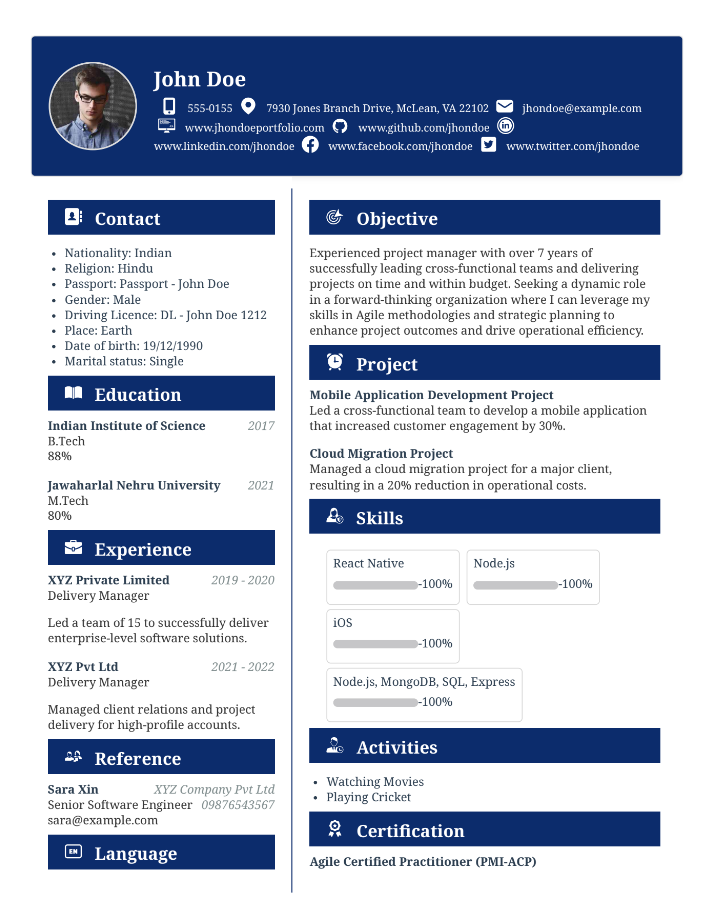 John Doe
555-0155 7930 Jones Branch Drive, McLean, VA 22102 jhondoe@example.com
www.jhondoeportfolio.com www.github.com/jhondoe
www.linkedin.com/jhondoe www.facebook.com/jhondoe www.twitter.com/jhondoe
Contact
• Nationality: Indian
• Religion: Hindu
• Passport: Passport - John Doe
• Gender: Male
• Driving Licence: DL - John Doe 1212
• Place: Earth
• Date of birth: 19/12/1990
• Marital status: Single
Education
Indian Institute of Science 2017
B.Tech
88%
Jawaharlal Nehru University 2021
M.Tech
80%
Experience
XYZ Private Limited 2019 - 2020
Delivery Manager
Led a team of 15 to successfully deliver
enterprise-level software solutions.
XYZ Pvt Ltd 2021 - 2022
Delivery Manager
Managed client relations and project
delivery for high-profile accounts.
Reference
Sara Xin XYZ Company Pvt Ltd
Senior Software Engineer 09876543567
sara@example.com
EN Language
Objective
Experienced project manager with over 7 years of
successfully leading cross-functional teams and delivering
projects on time and within budget. Seeking a dynamic role
in a forward-thinking organization where I can leverage my
skills in Agile methodologies and strategic planning to
enhance project outcomes and drive operational efficiency.
Project
Mobile Application Development Project
Led a cross-functional team to develop a mobile application
that increased customer engagement by 30%.
Cloud Migration Project
Managed a cloud migration project for a major client,
resulting in a 20% reduction in operational costs.
Skills
React Native
-100%
Node.js
-100%
iOS
-100%
Node.js, MongoDB, SQL, Express
-100%
Activities
• Watching Movies
• Playing Cricket
Certification
Agile Certified Practitioner (PMI-ACP)